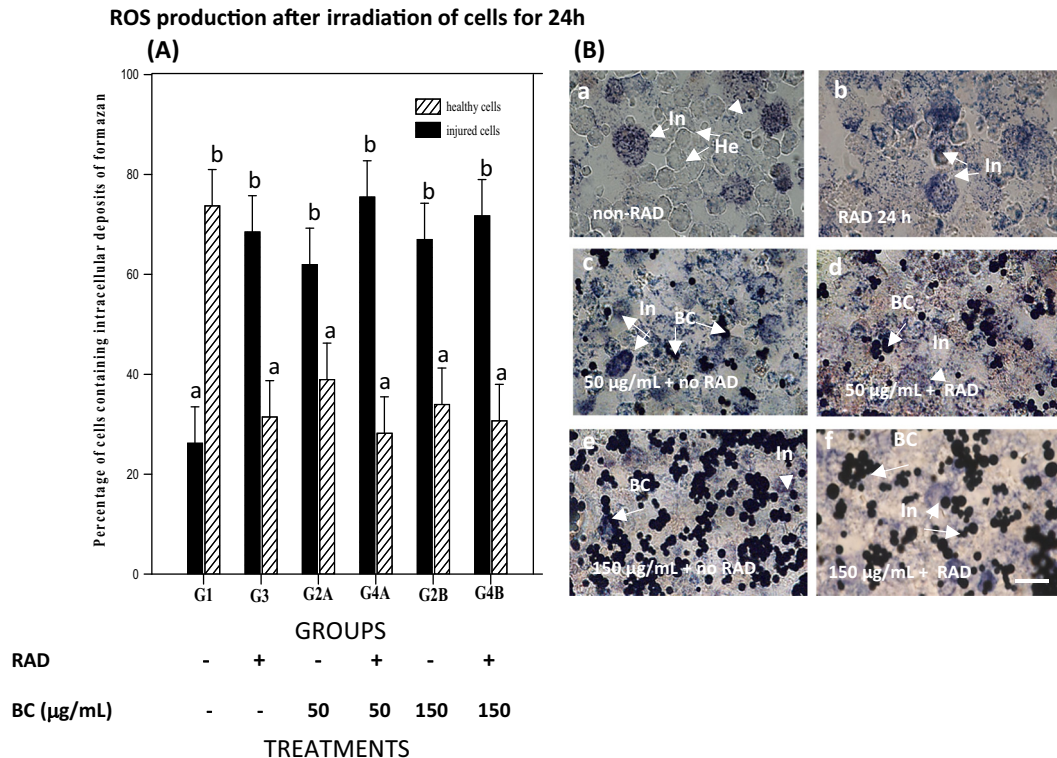 ROS production after irradiation of cells for 24h
(A)
Percentage of cells containing intracellular deposits of formazan
100
80
60
40
20
0
healthy cells
injured cells
a
b
b
a
b
a
b
a
b
a
b
a
G1 G3 G2A G4A G2B G4B
GROUPS
RAD - + - + - +
BC (µg/mL) - - 50 50 150 150
TREATMENTS
(B)
a
In
He
non-RAD
b
In
RAD 24 h
c
In
BC
50 µg/mL + no RAD
d
BC
In
50 µg/mL + RAD
e
In
BC
150 µg/mL + no RAD
f
BC
In
150 µg/mL + RAD